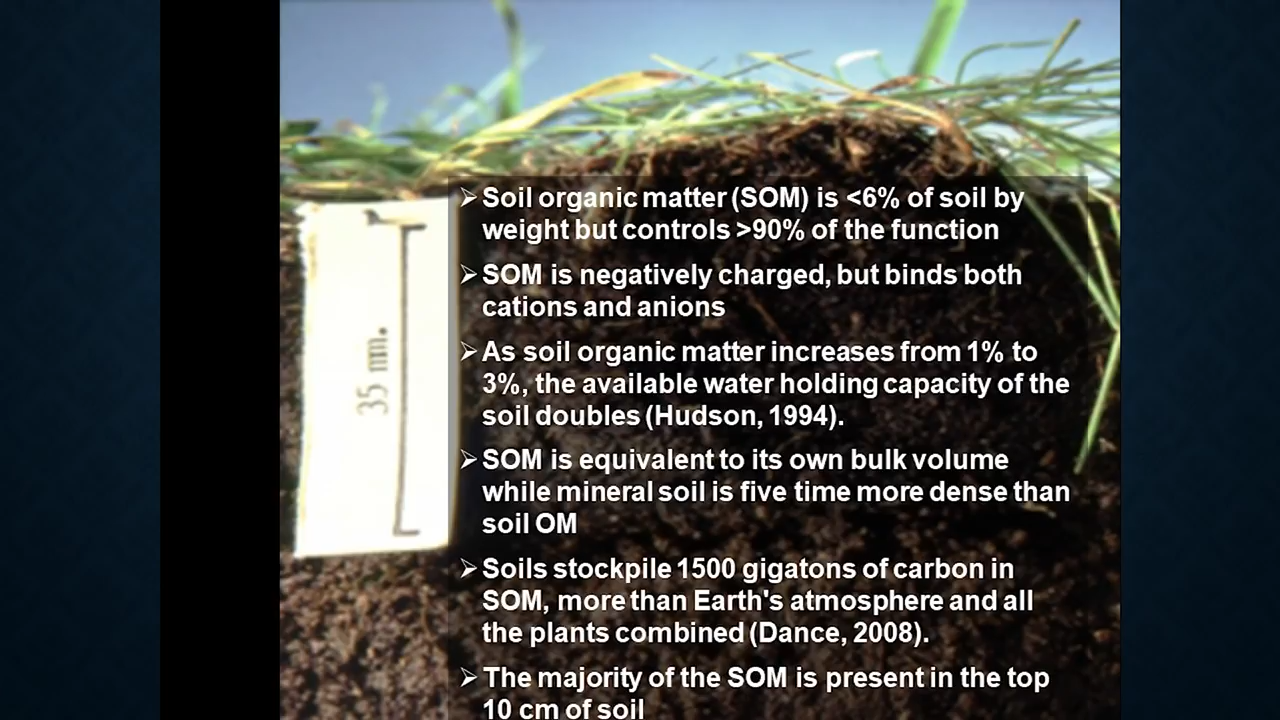 ➢ Soil organic matter (SOM) is <6% of soil by
weight but controls >90% of the function
➢ SOM is negatively charged, but binds both
cations and anions
➢ As soil organic matter increases from 1% to
3%, the available water holding capacity of the
soil doubles (Hudson, 1994).
➢ SOM is equivalent to its own bulk volume
while mineral soil is five time more dense than
soil OM
➢ Soils stockpile 1500 gigatons of carbon in
SOM, more than Earth's atmosphere and all
the plants combined (Dance, 2008).
➢ The majority of the SOM is present in the top
10 cm of soil
35 mm.